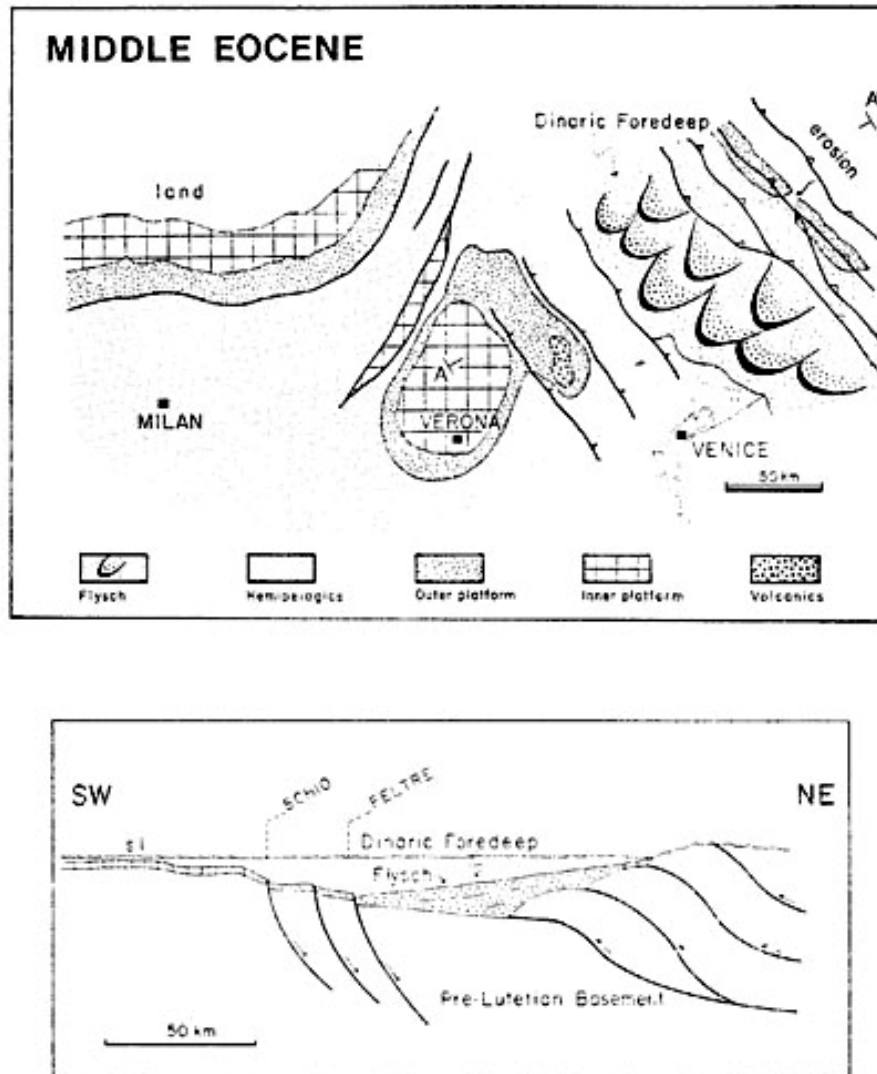 MIDDLE EOCENE
A
Dinaric Foredeep
erosion
land
A
MILAN
VERONA
VENICE
50 km
Flysch
Hemipelagics
Outer platform
Inner platform
Volcanics
SW
SCHIO
FELTRE
NE
s l
Dinaric Foredeep
Flysch
Pre-Lutetian Basement
50 km